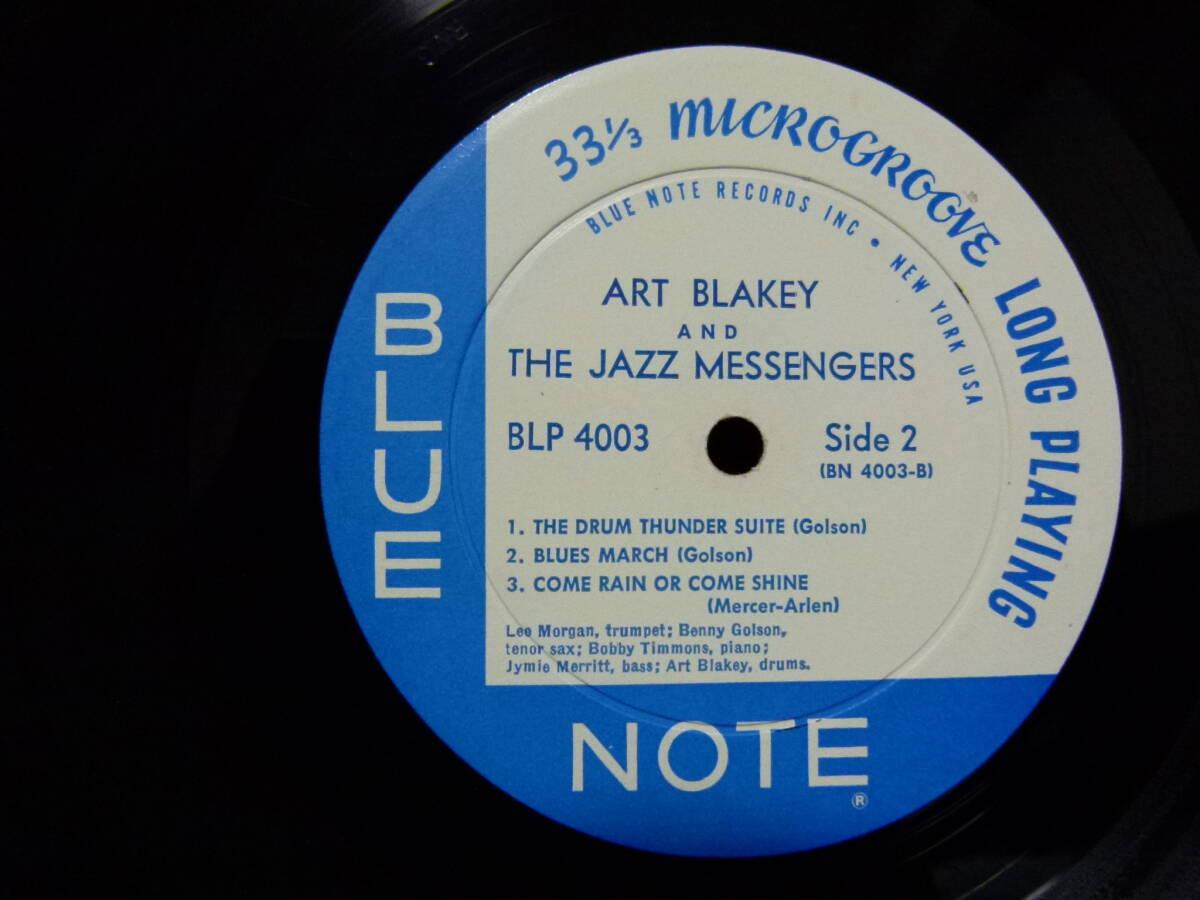 RVG
33⅓ MICROGROOVE LONG PLAYING
BLUE NOTE RECORDS INC • NEW YORK USA
ART BLAKEY
AND
THE JAZZ MESSENGERS
BLP 4003
Side 2
(BN 4003-B)
1. THE DRUM THUNDER SUITE (Golson)
2. BLUES MARCH (Golson)
3. COME RAIN OR COME SHINE
(Mercer-Arlen)
Lee Morgan, trumpet; Benny Golson,
tenor sax; Bobby Timmons, piano;
Jymie Merritt, bass; Art Blakey, drums.
BLUE
NOTE
®